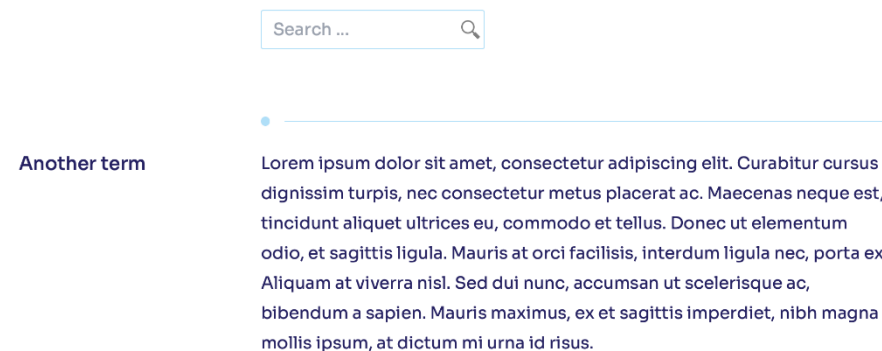 Search ...
Another term
Lorem ipsum dolor sit amet, consectetur adipiscing elit. Curabitur cursus
dignissim turpis, nec consectetur metus placerat ac. Maecenas neque est,
tincidunt aliquet ultrices eu, commodo et tellus. Donec ut elementum
odio, et sagittis ligula. Mauris at orci facilisis, interdum ligula nec, porta ex
Aliquam at viverra nisl. Sed dui nunc, accumsan ut scelerisque ac,
bibendum a sapien. Mauris maximus, ex et sagittis imperdiet, nibh magna
mollis ipsum, at dictum mi urna id risus.